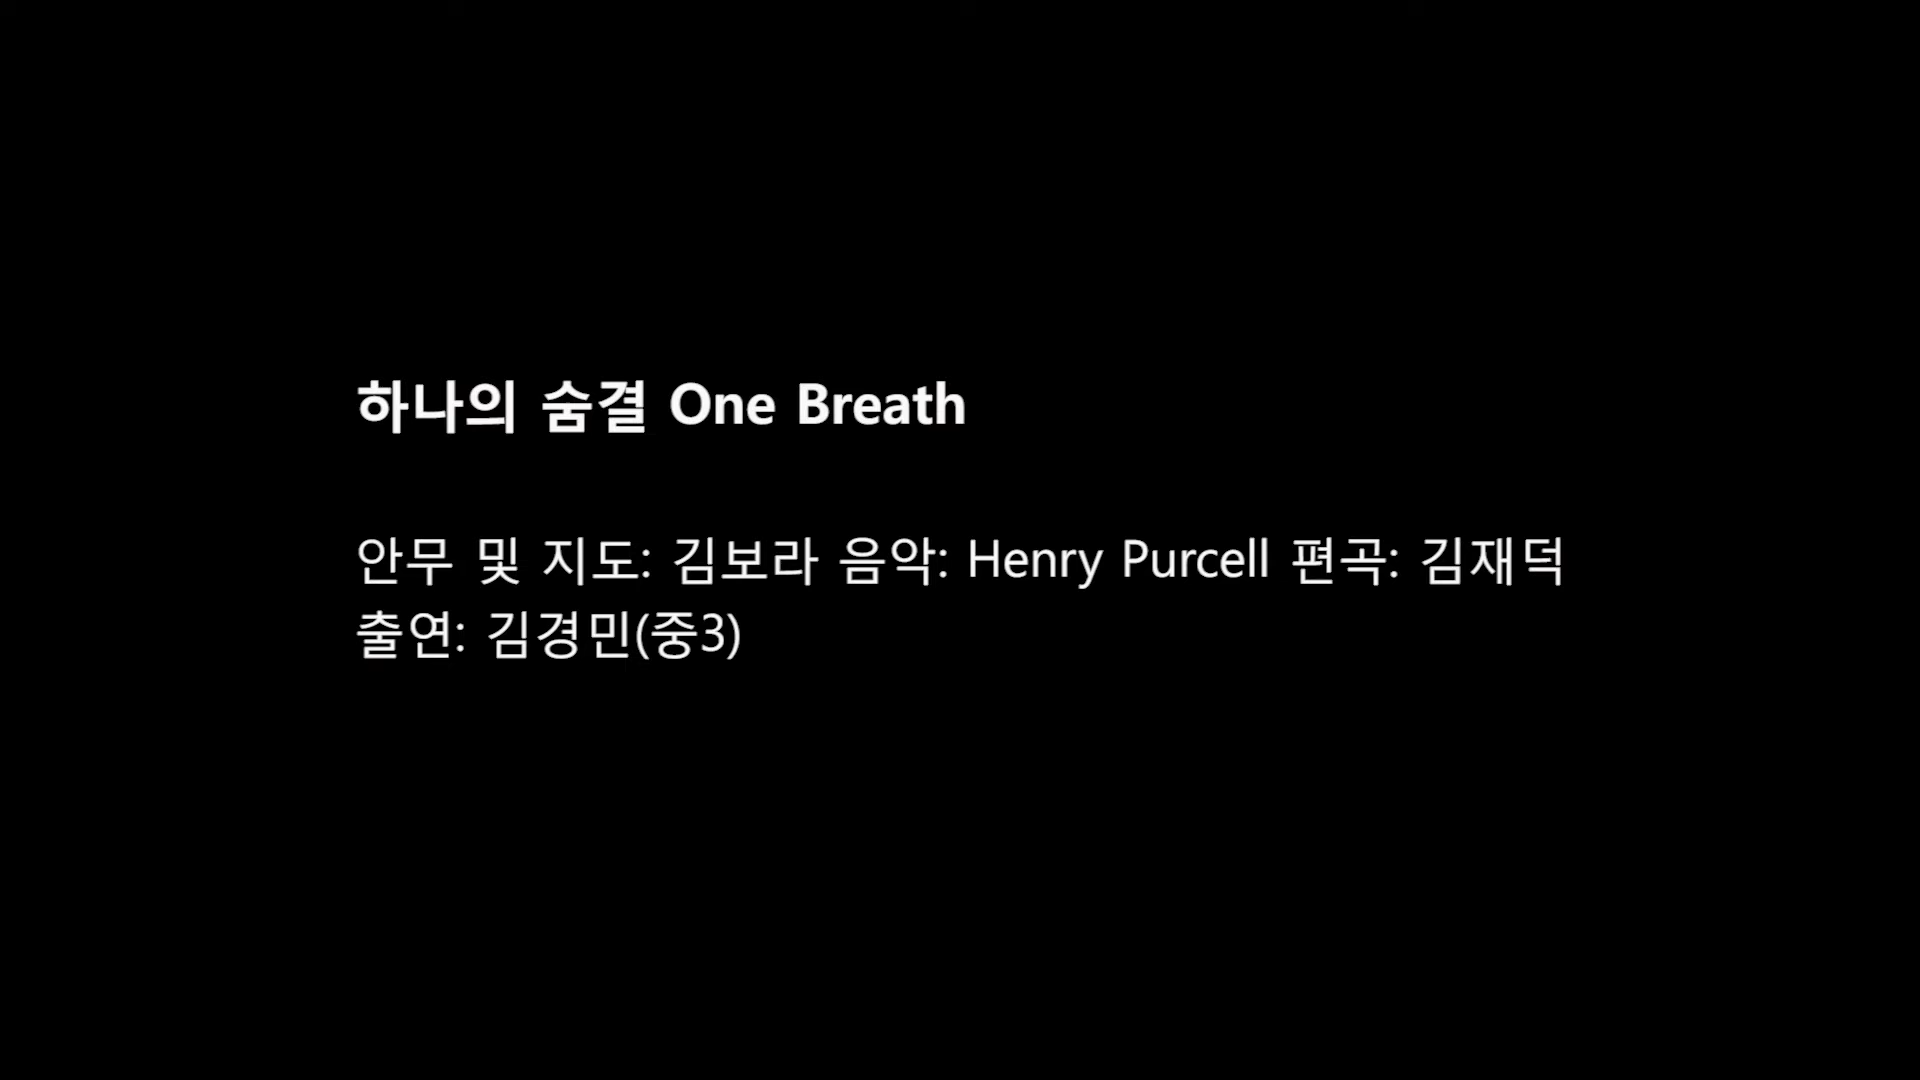 하나의 숨결 One Breath
안무 및 지도: 김보라 음악: Henry Purcell 편곡: 김재덕
출연: 김경민(중3)